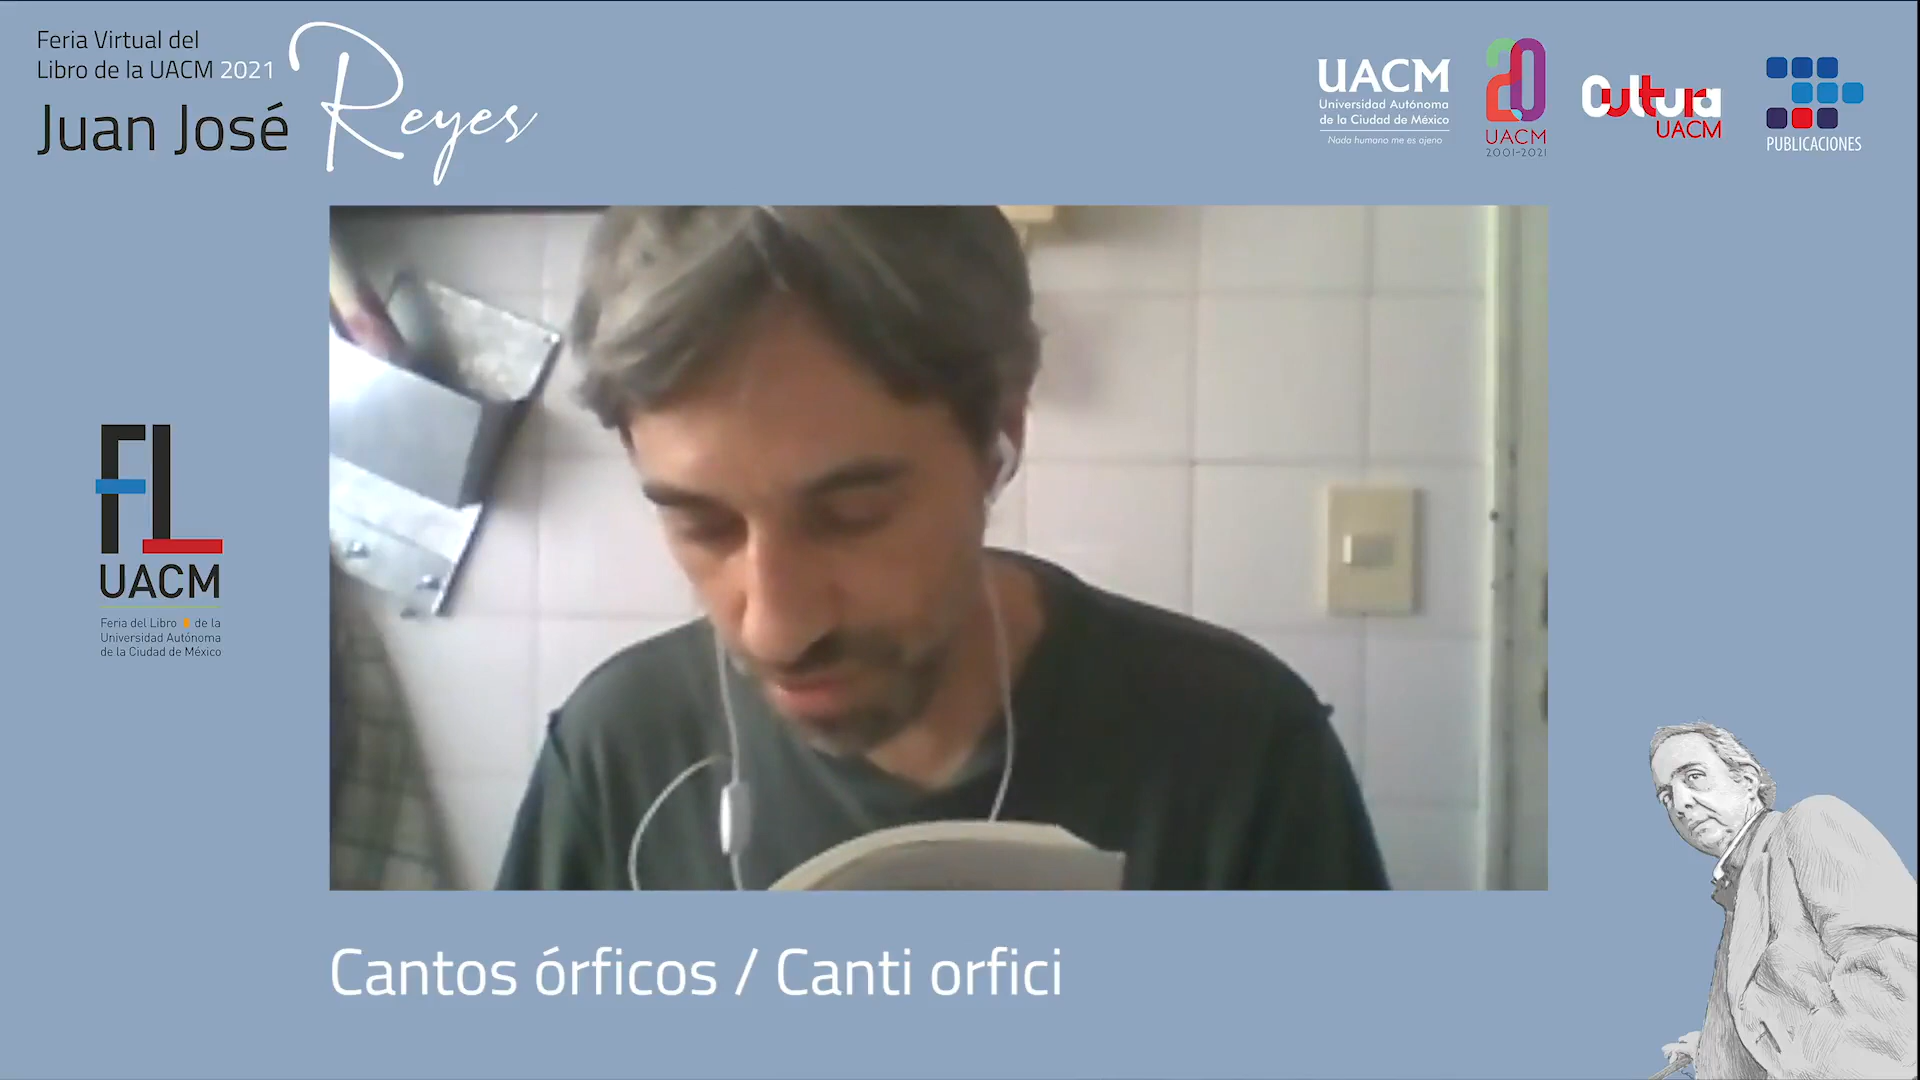 Feria Virtual del
Libro de la UACM 2021
Juan José Reyes
UACM
Universidad Autónoma
de la Ciudad de México
Nada humano me es ajeno
20
UACM
2001-2021
Cultura
UACM
PUBLICACIONES
FL
UACM
Feria del Libro de la
Universidad Autónoma
de la Ciudad de México
Cantos órficos / Canti orfici